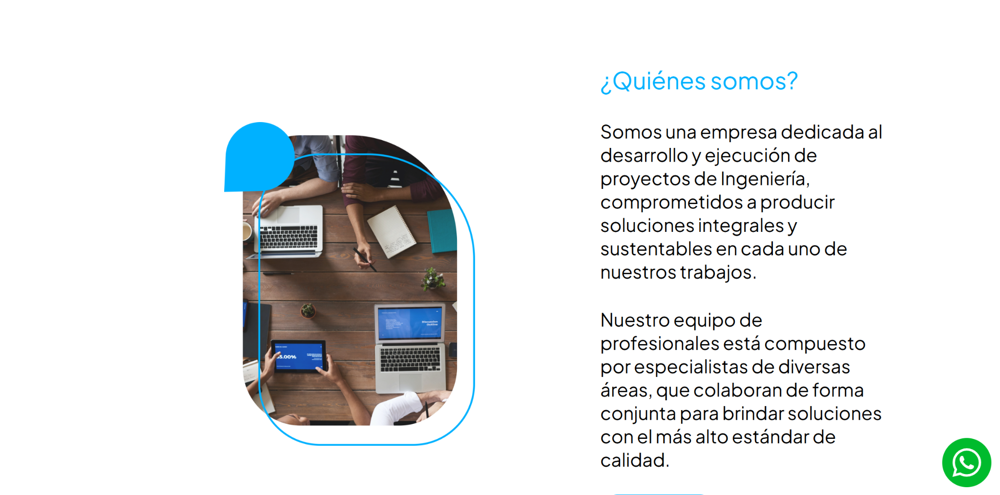 ¿Quiénes somos?
Somos una empresa dedicada al
desarrollo y ejecución de
proyectos de Ingeniería,
comprometidos a producir
soluciones integrales y
sustentables en cada uno de
nuestros trabajos.
Nuestro equipo de
profesionales está compuesto
por especialistas de diversas
áreas, que colaboran de forma
conjunta para brindar soluciones
con el más alto estándar de
calidad.
Discussion
Outline
5.00%